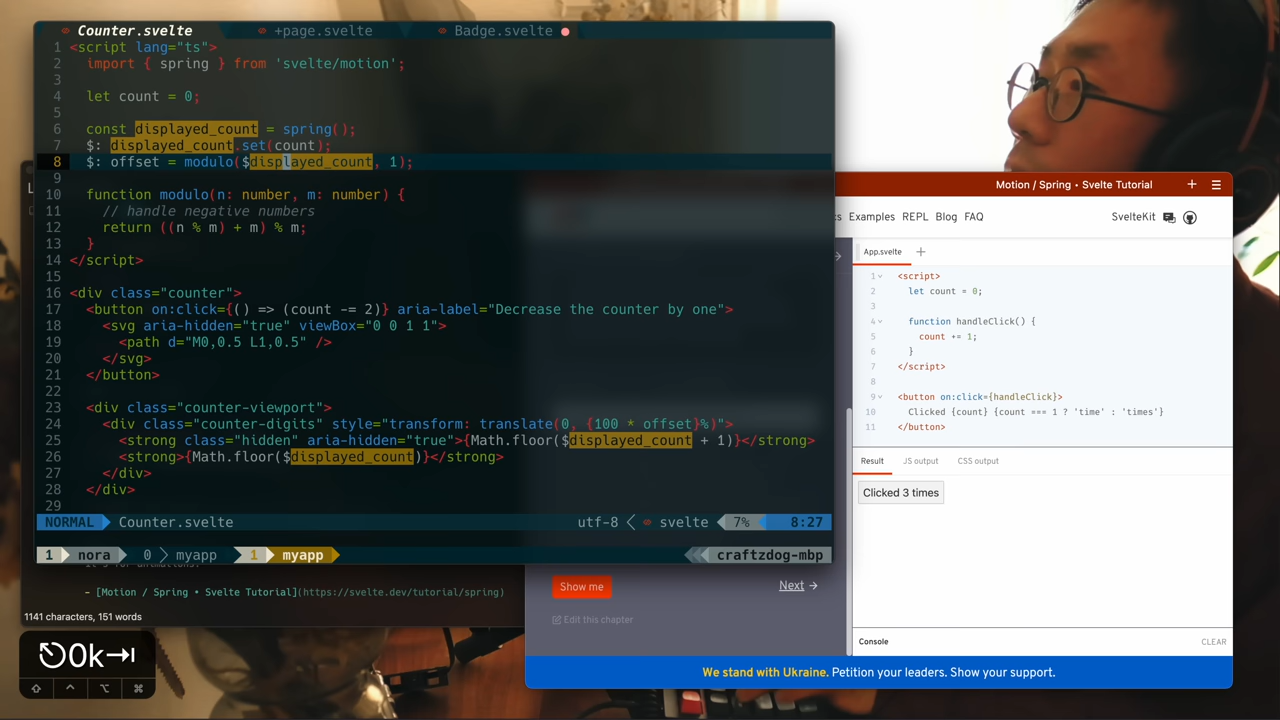 Counter.svelte
+page.svelte
Badge.svelte
1 <script lang="ts">
2 import { spring } from 'svelte/motion';
3
4 let count = 0;
5
6 const displayed_count = spring();
7 $: displayed_count.set(count);
8 $: offset = modulo($displayed_count, 1);
9
10 function modulo(n: number, m: number) {
11 // handle negative numbers
12 return ((n % m) + m) % m;
13 }
14 </script>
15
16 <div class="counter">
17 <button on:click={() => (count -= 2)} aria-label="Decrease the counter by one">
18 <svg aria-hidden="true" viewBox="0 0 1 1">
19 <path d="M0,0.5 L1,0.5" />
20 </svg>
21 </button>
22
23 <div class="counter-viewport">
24 <div class="counter-digits" style="transform: translate(0, {100 * offset}%)">
25 <strong class="hidden" aria-hidden="true">{Math.floor($displayed_count + 1)}</strong>
26 <strong>{Math.floor($displayed_count)}</strong>
27 </div>
28 </div>
29
NORMAL Counter.svelte utf-8 svelte 7% 8:27
1 nora 0 myapp 1 myapp craftzdog-mbp
- [Motion / Spring • Svelte Tutorial](https://svelte.dev/tutorial/spring)
1141 characters, 151 words
0k
Motion / Spring • Svelte Tutorial
Examples REPL Blog FAQ SvelteKit
App.svelte +
1 <script>
2 let count = 0;
3
4 function handleClick() {
5 count += 1;
6 }
7 </script>
8
9 <button on:click={handleClick}>
10 Clicked {count} {count === 1 ? 'time' : 'times'}
11 </button>
Result JS output CSS output
Clicked 3 times
Show me
Next →
Edit this chapter
Console CLEAR
We stand with Ukraine. Petition your leaders. Show your support.